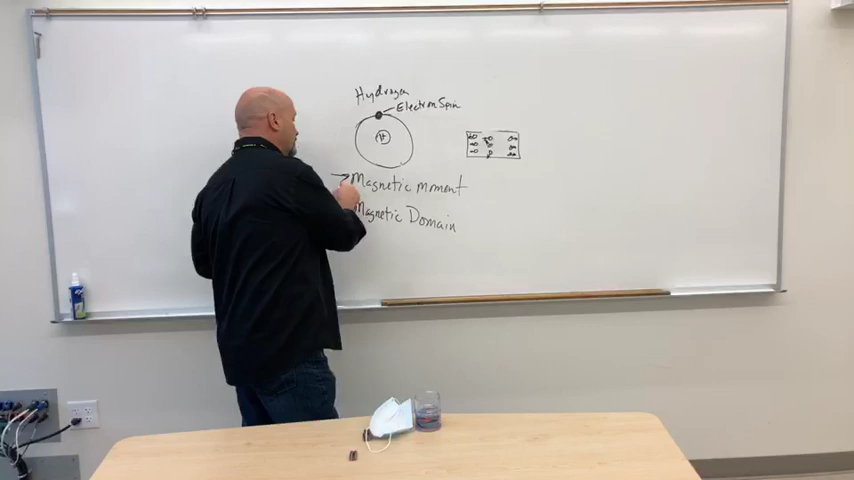 Hydrogen
Electron Spin
H
Magnetic moment
Magnetic Domain